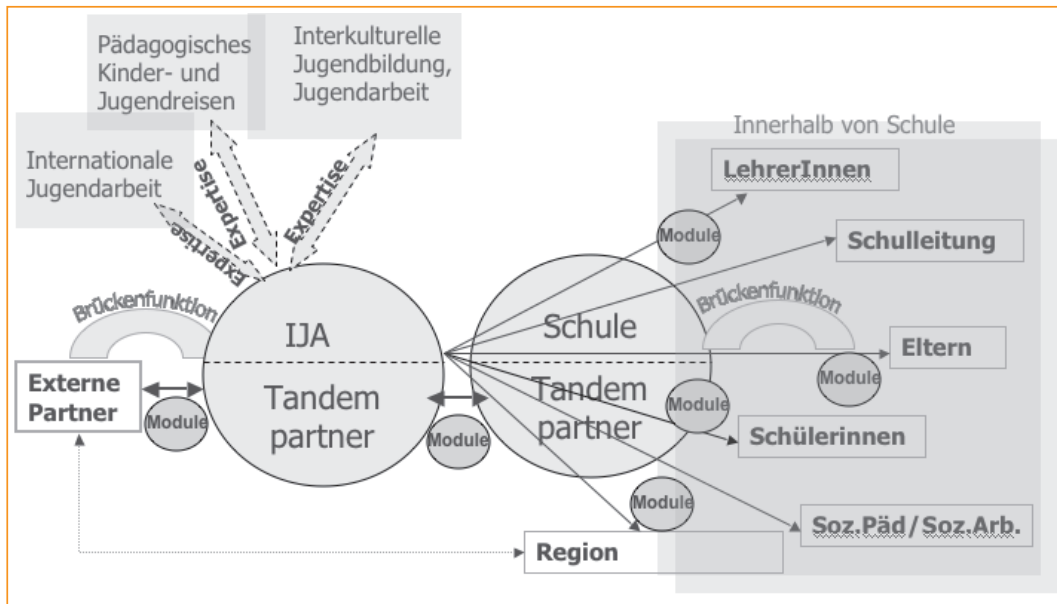 Pädagogisches
Kinder- und
Jugendreisen
Interkulturelle
Jugendbildung,
Jugendarbeit
Internationale
Jugendarbeit
Expertise
Expertise
Expertise
Innerhalb von Schule
LehrerInnen
Module
Schulleitung
Brückenfunktion
Brückenfunktion
IJA
Schule
Eltern
Externe
Partner
Module
Tandem
partner
Module
Tandem
partner
Module
Module
Schülerinnen
Module
Soz.Päd/Soz.Arb.
Region